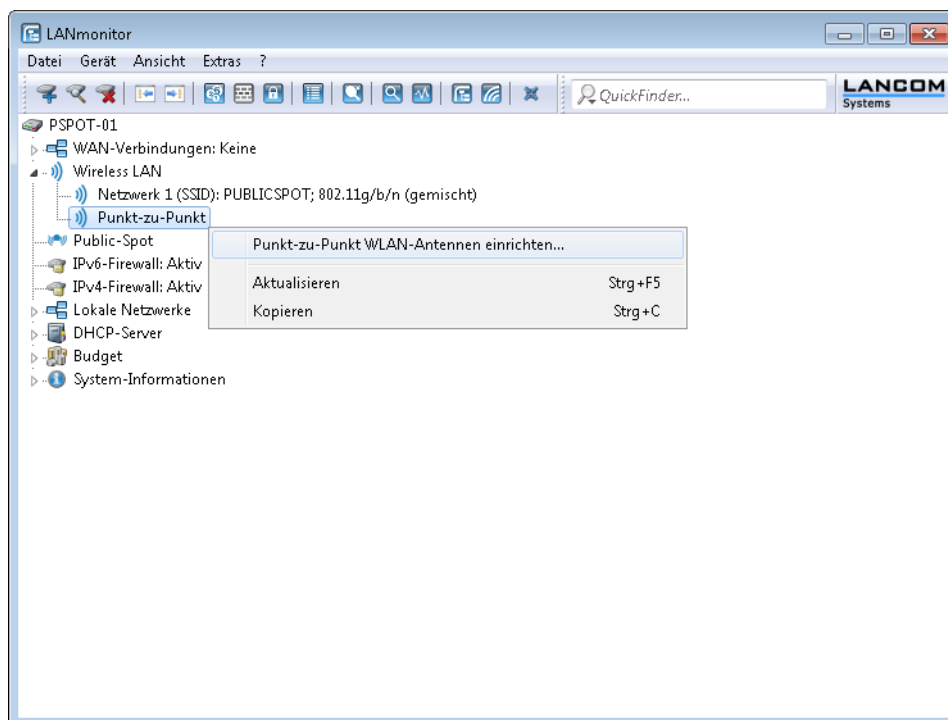 LANmonitor
Datei Gerät Ansicht Extras ?
QuickFinder...
LANCOM
Systems
PSPOT-01
WAN-Verbindungen: Keine
Wireless LAN
Netzwerk 1 (SSID): PUBLICSPOT; 802.11g/b/n (gemischt)
Punkt-zu-Punkt
Public-Spot
Punkt-zu-Punkt WLAN-Antennen einrichten...
IPv6-Firewall: Aktiv
Aktualisieren Strg+F5
IPv4-Firewall: Aktiv
Lokale Netzwerke
Kopieren Strg+C
DHCP-Server
Budget
System-Informationen